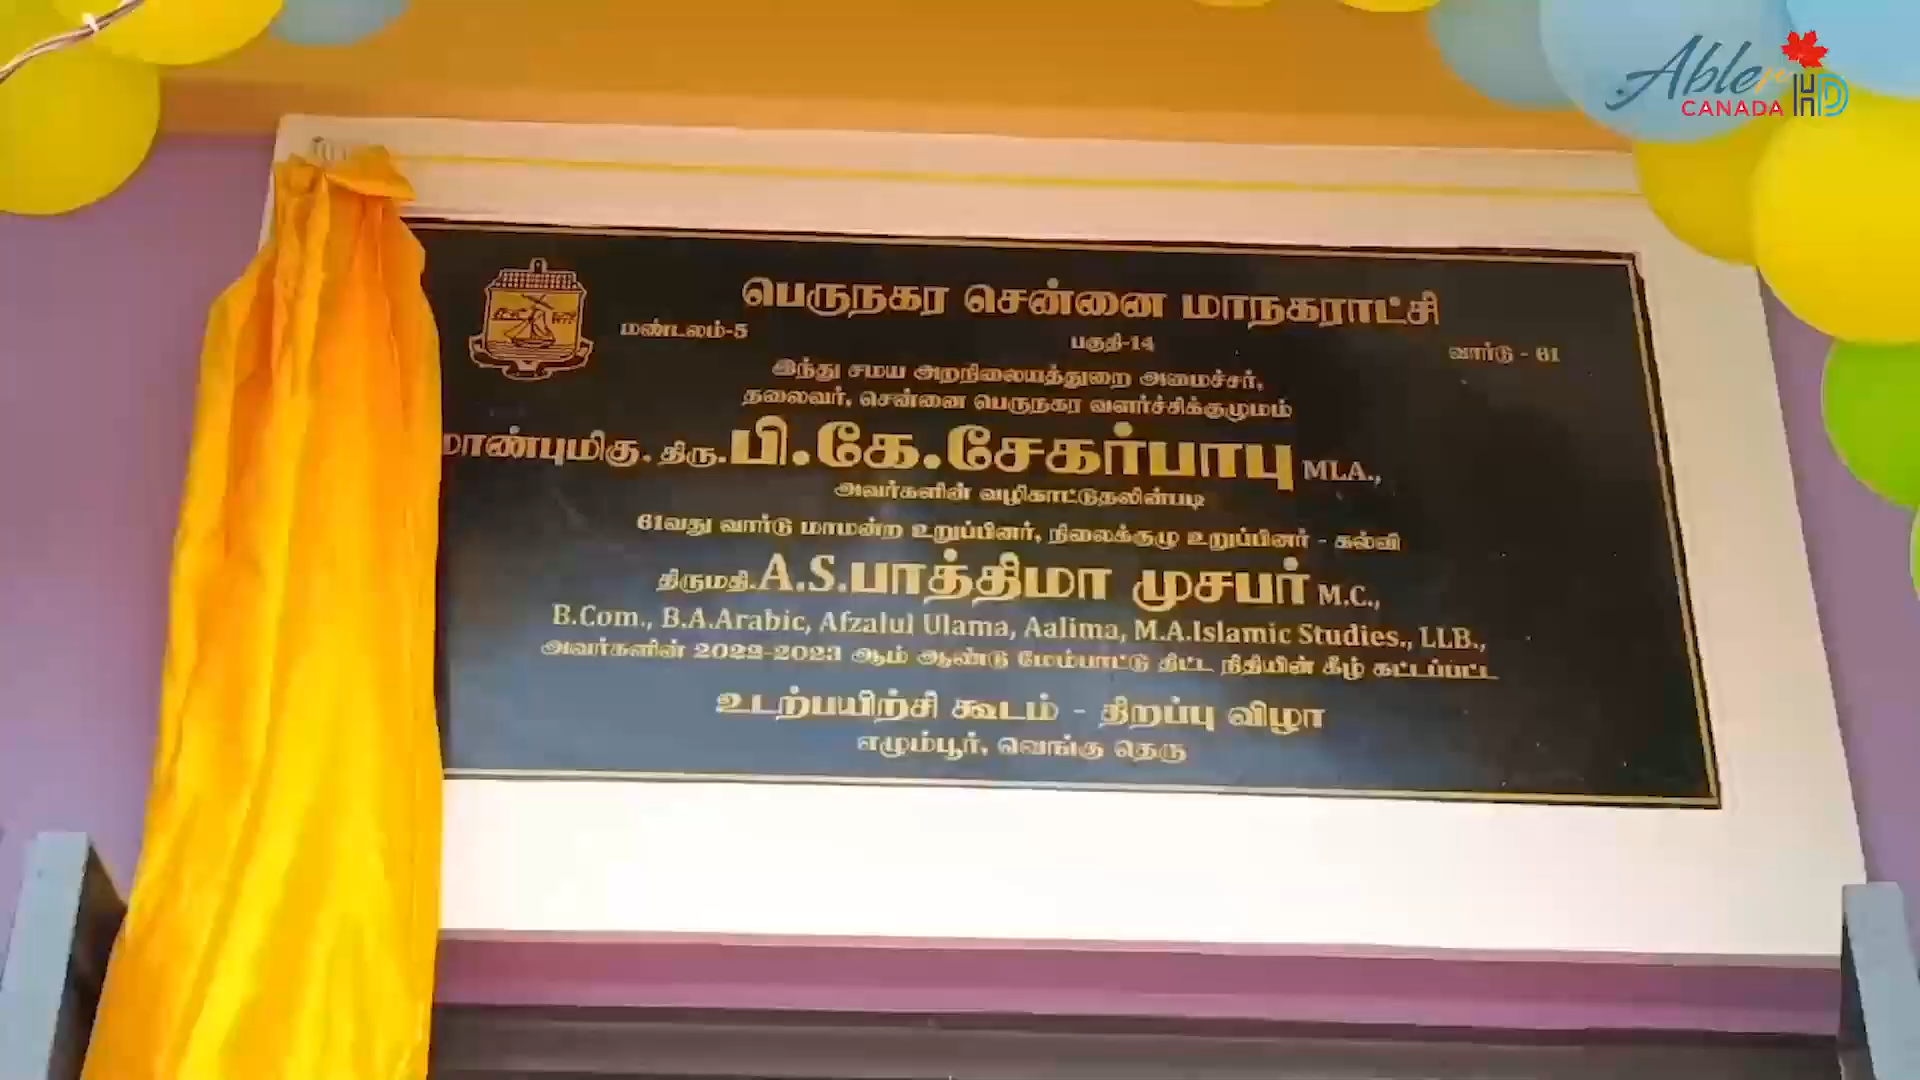 Able
CANADA HD
பெருநகர சென்னை மாநகராட்சி
மண்டலம்-5 பகுதி-14 வார்டு - 61
இந்து சமய அறநிலையத்துறை அமைச்சர்,
தலைவர், சென்னை பெருநகர வளர்ச்சிக்குழுமம்
மாண்புமிகு. திரு.பி.கே.சேகர்பாபு MLA.,
அவர்களின் வழிகாட்டுதலின்படி
61வது வார்டு மாமன்ற உறுப்பினர், நிலைக்குழு உறுப்பினர் - கல்வி
திருமதி.A.S.பாத்திமா முசபர் M.C.,
B.Com., B.A.Arabic, Afzalul Ulama, Aalima, M.A.Islamic Studies., LLB.,
அவர்களின் 2022-2023 ஆம் ஆண்டு மேம்பாட்டு திட்ட நிதியின் கீழ் கட்டப்பட்ட
உடற்பயிற்சி கூடம் - திறப்பு விழா
எழும்பூர், வெங்கு தெரு